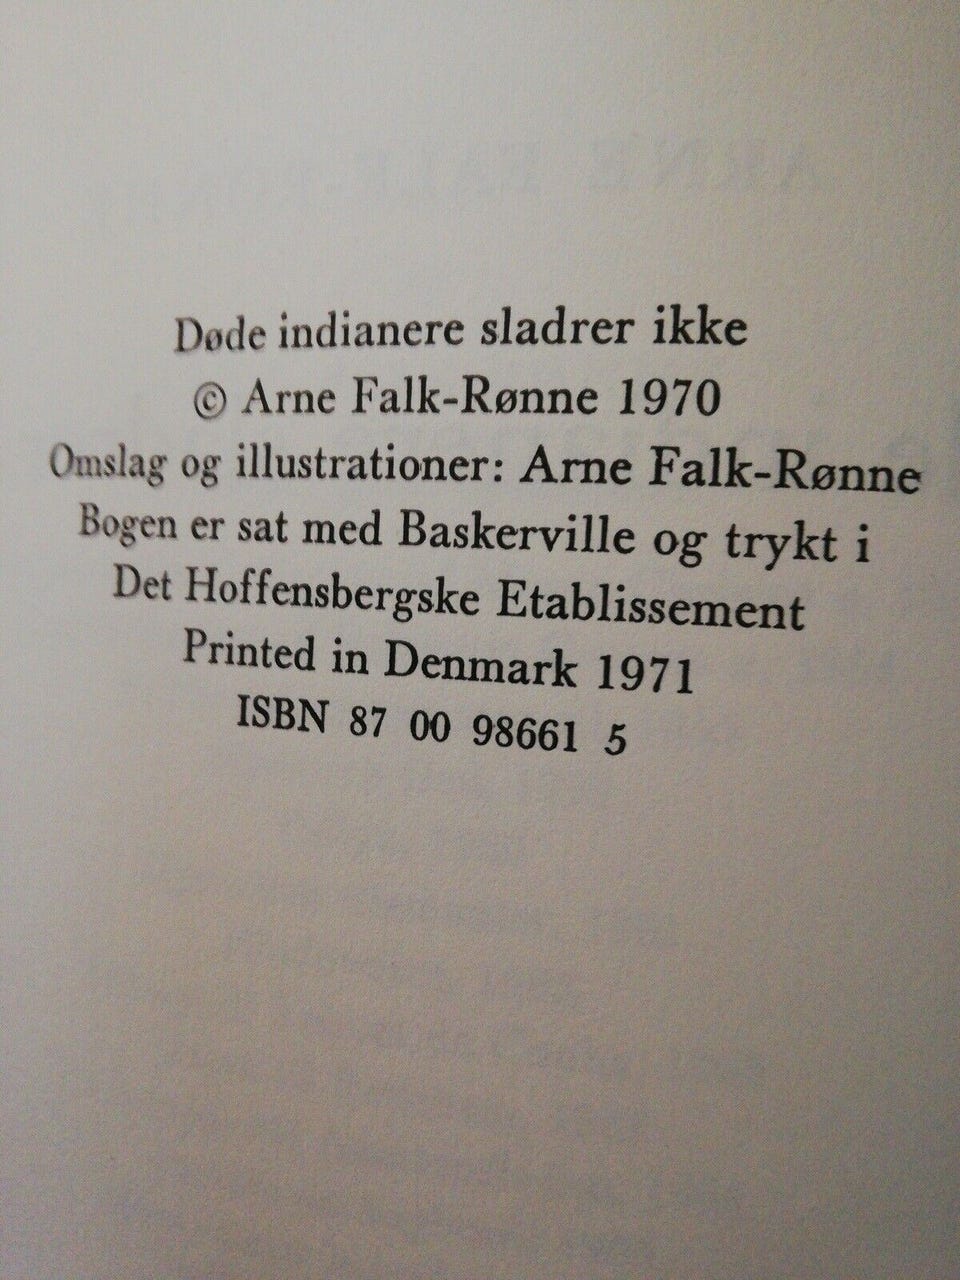 Døde indianere sladrer ikke
© Arne Falk-Rønne 1970
Omslag og illustrationer: Arne Falk-Rønne
Bogen er sat med Baskerville og trykt i
Det Hoffensbergske Etablissement
Printed in Denmark 1971
ISBN 87 00 98661 5